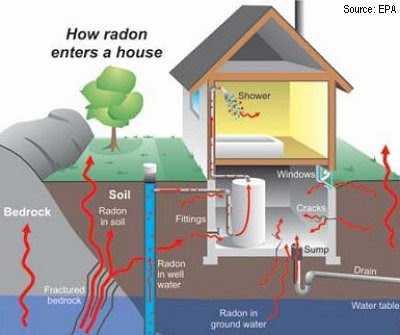 Source: EPA
How radon
enters a house
Shower
Windows
Soil
Bedrock
Radon
in soil
Fittings
Cracks
Sump
Radon
in well
water
Drain
Fractured
bedrock
Water table
Radon in
ground water